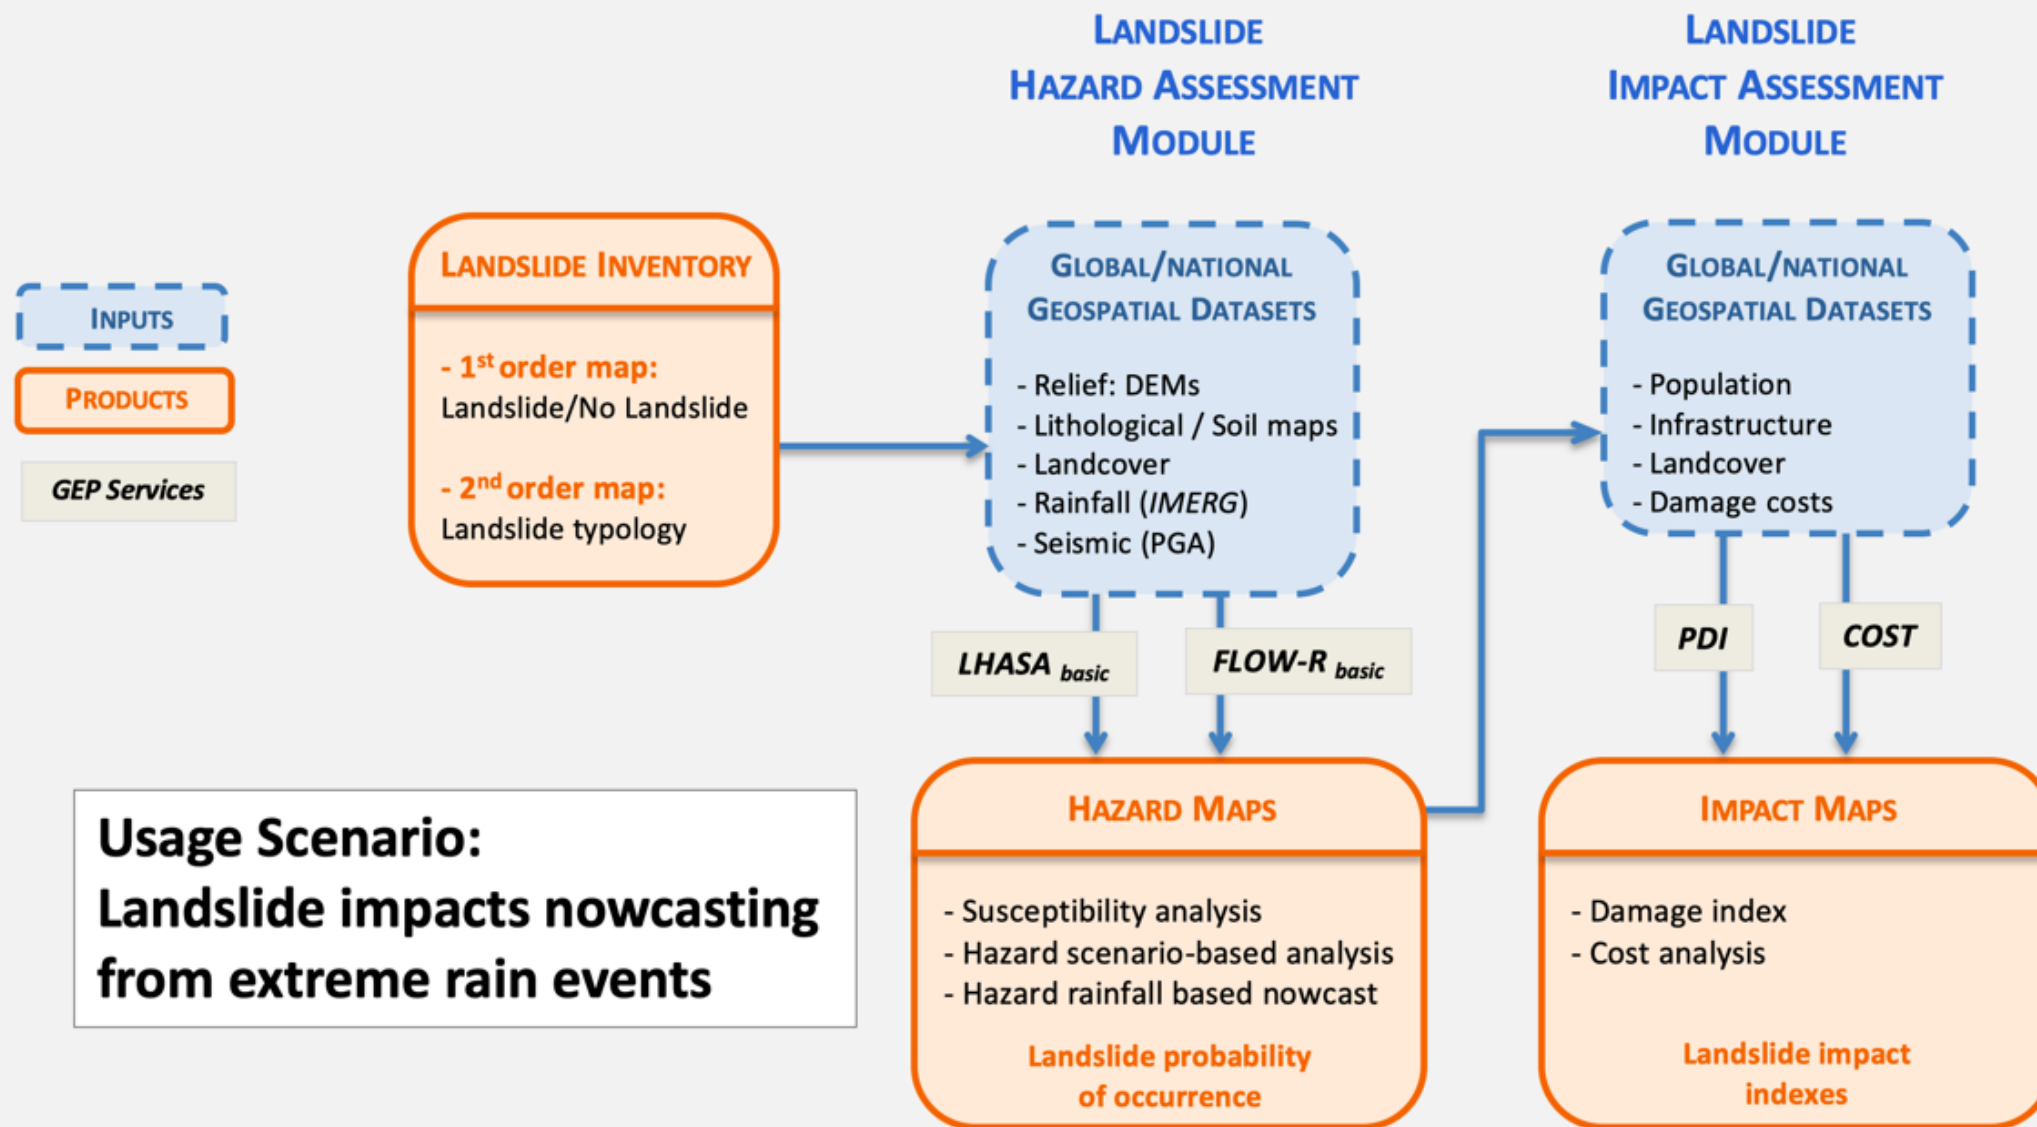 LANDSLIDE
HAZARD ASSESSMENT
MODULE
LANDSLIDE
IMPACT ASSESSMENT
MODULE
INPUTS
PRODUCTS
GEP Services
LANDSLIDE INVENTORY
- 1st order map:
Landslide/No Landslide
- 2nd order map:
Landslide typology
GLOBAL/NATIONAL
GEOSPATIAL DATASETS
- Relief: DEMs
- Lithological / Soil maps
- Landcover
- Rainfall (IMERG)
- Seismic (PGA)
GLOBAL/NATIONAL
GEOSPATIAL DATASETS
- Population
- Infrastructure
- Landcover
- Damage costs
LHASA basic
FLOW-R basic
PDI
COST
Usage Scenario:
Landslide impacts nowcasting
from extreme rain events
HAZARD MAPS
- Susceptibility analysis
- Hazard scenario-based analysis
- Hazard rainfall based nowcast
Landslide probability
of occurrence
IMPACT MAPS
- Damage index
- Cost analysis
Landslide impact
indexes